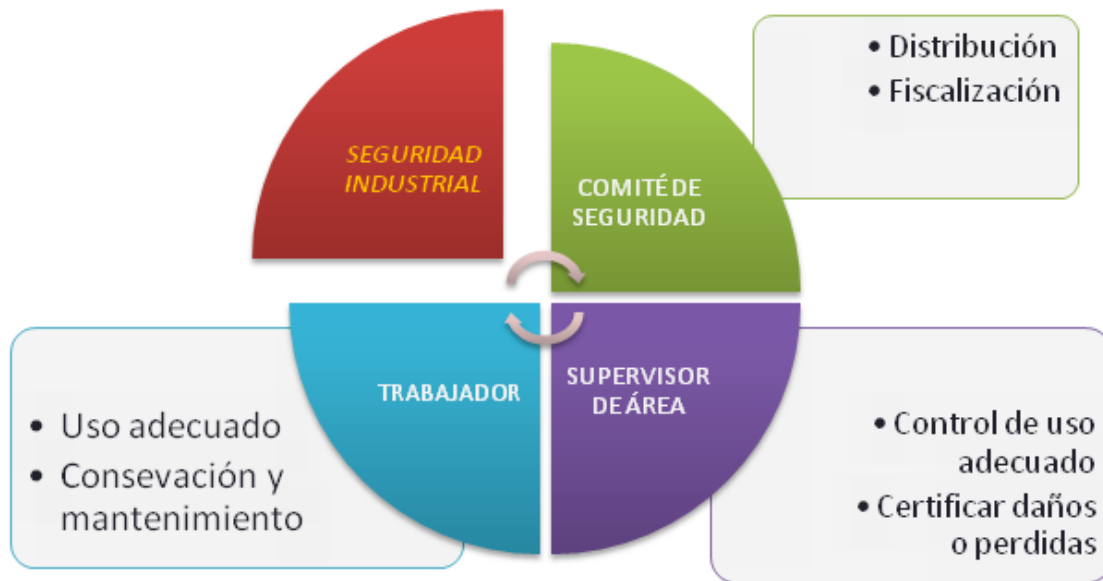 SEGURIDAD
INDUSTRIAL
COMITÉ DE
SEGURIDAD
• Distribución
• Fiscalización
TRABAJADOR
• Uso adecuado
• Consevación y
mantenimiento
SUPERVISOR
DE ÁREA
• Control de uso
adecuado
• Certificar daños
o perdidas